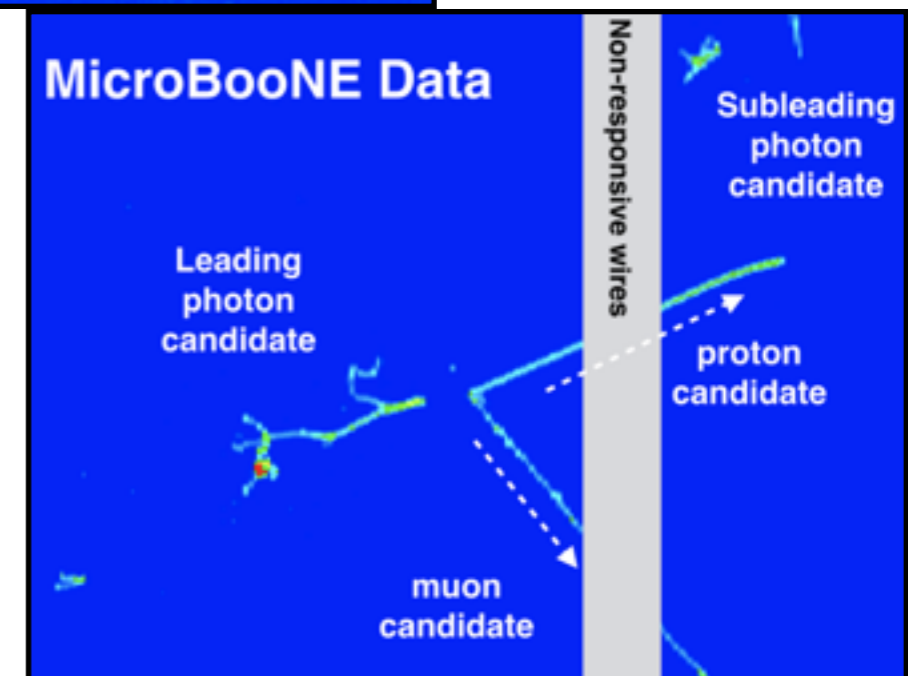 MicroBooNE Data
Non-responsive wires
Subleading
photon
candidate
Leading
photon
candidate
proton
candidate
muon
candidate